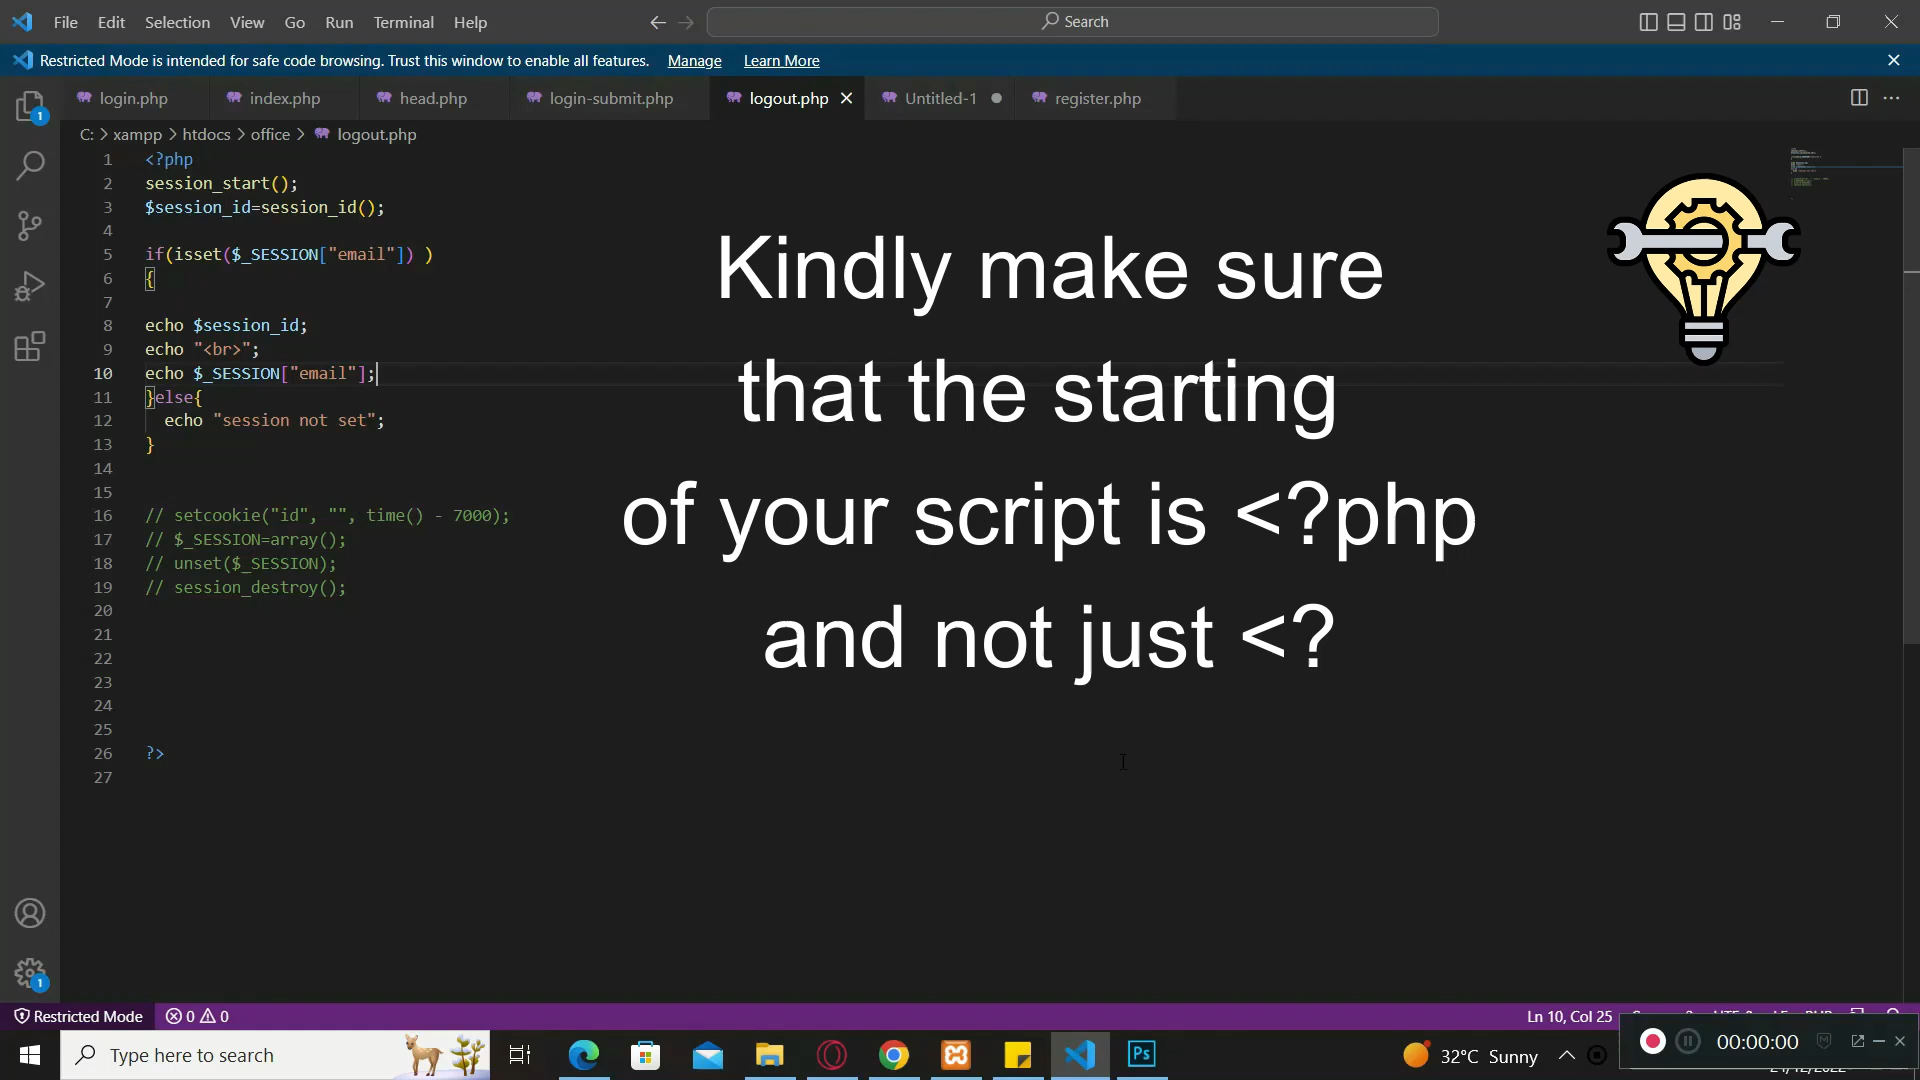 File Edit Selection View Go Run Terminal Help
Search
Restricted Mode is intended for safe code browsing. Trust this window to enable all features. Manage Learn More
login.php index.php head.php login-submit.php logout.php Untitled-1 register.php
C: > xampp > htdocs > office > logout.php
1 <?php
2 session_start();
3 $session_id=session_id();
4
5 if(isset($_SESSION["email"]) )
6 {
7
8 echo $session_id;
9 echo "<br>";
10 echo $_SESSION["email"];
11 }else{
12 echo "session not set";
13 }
14
15
16 // setcookie("id", "", time() - 7000);
17 // $_SESSION=array();
18 // unset($_SESSION);
19 // session_destroy();
20
21
22
23
24
25
26 ?>
27
Kindly make sure
that the starting
of your script is <?php
and not just <?
1
1
Restricted Mode 0 0 Ln 10, Col 25
Type here to search
Ps
32°C Sunny
00:00:00